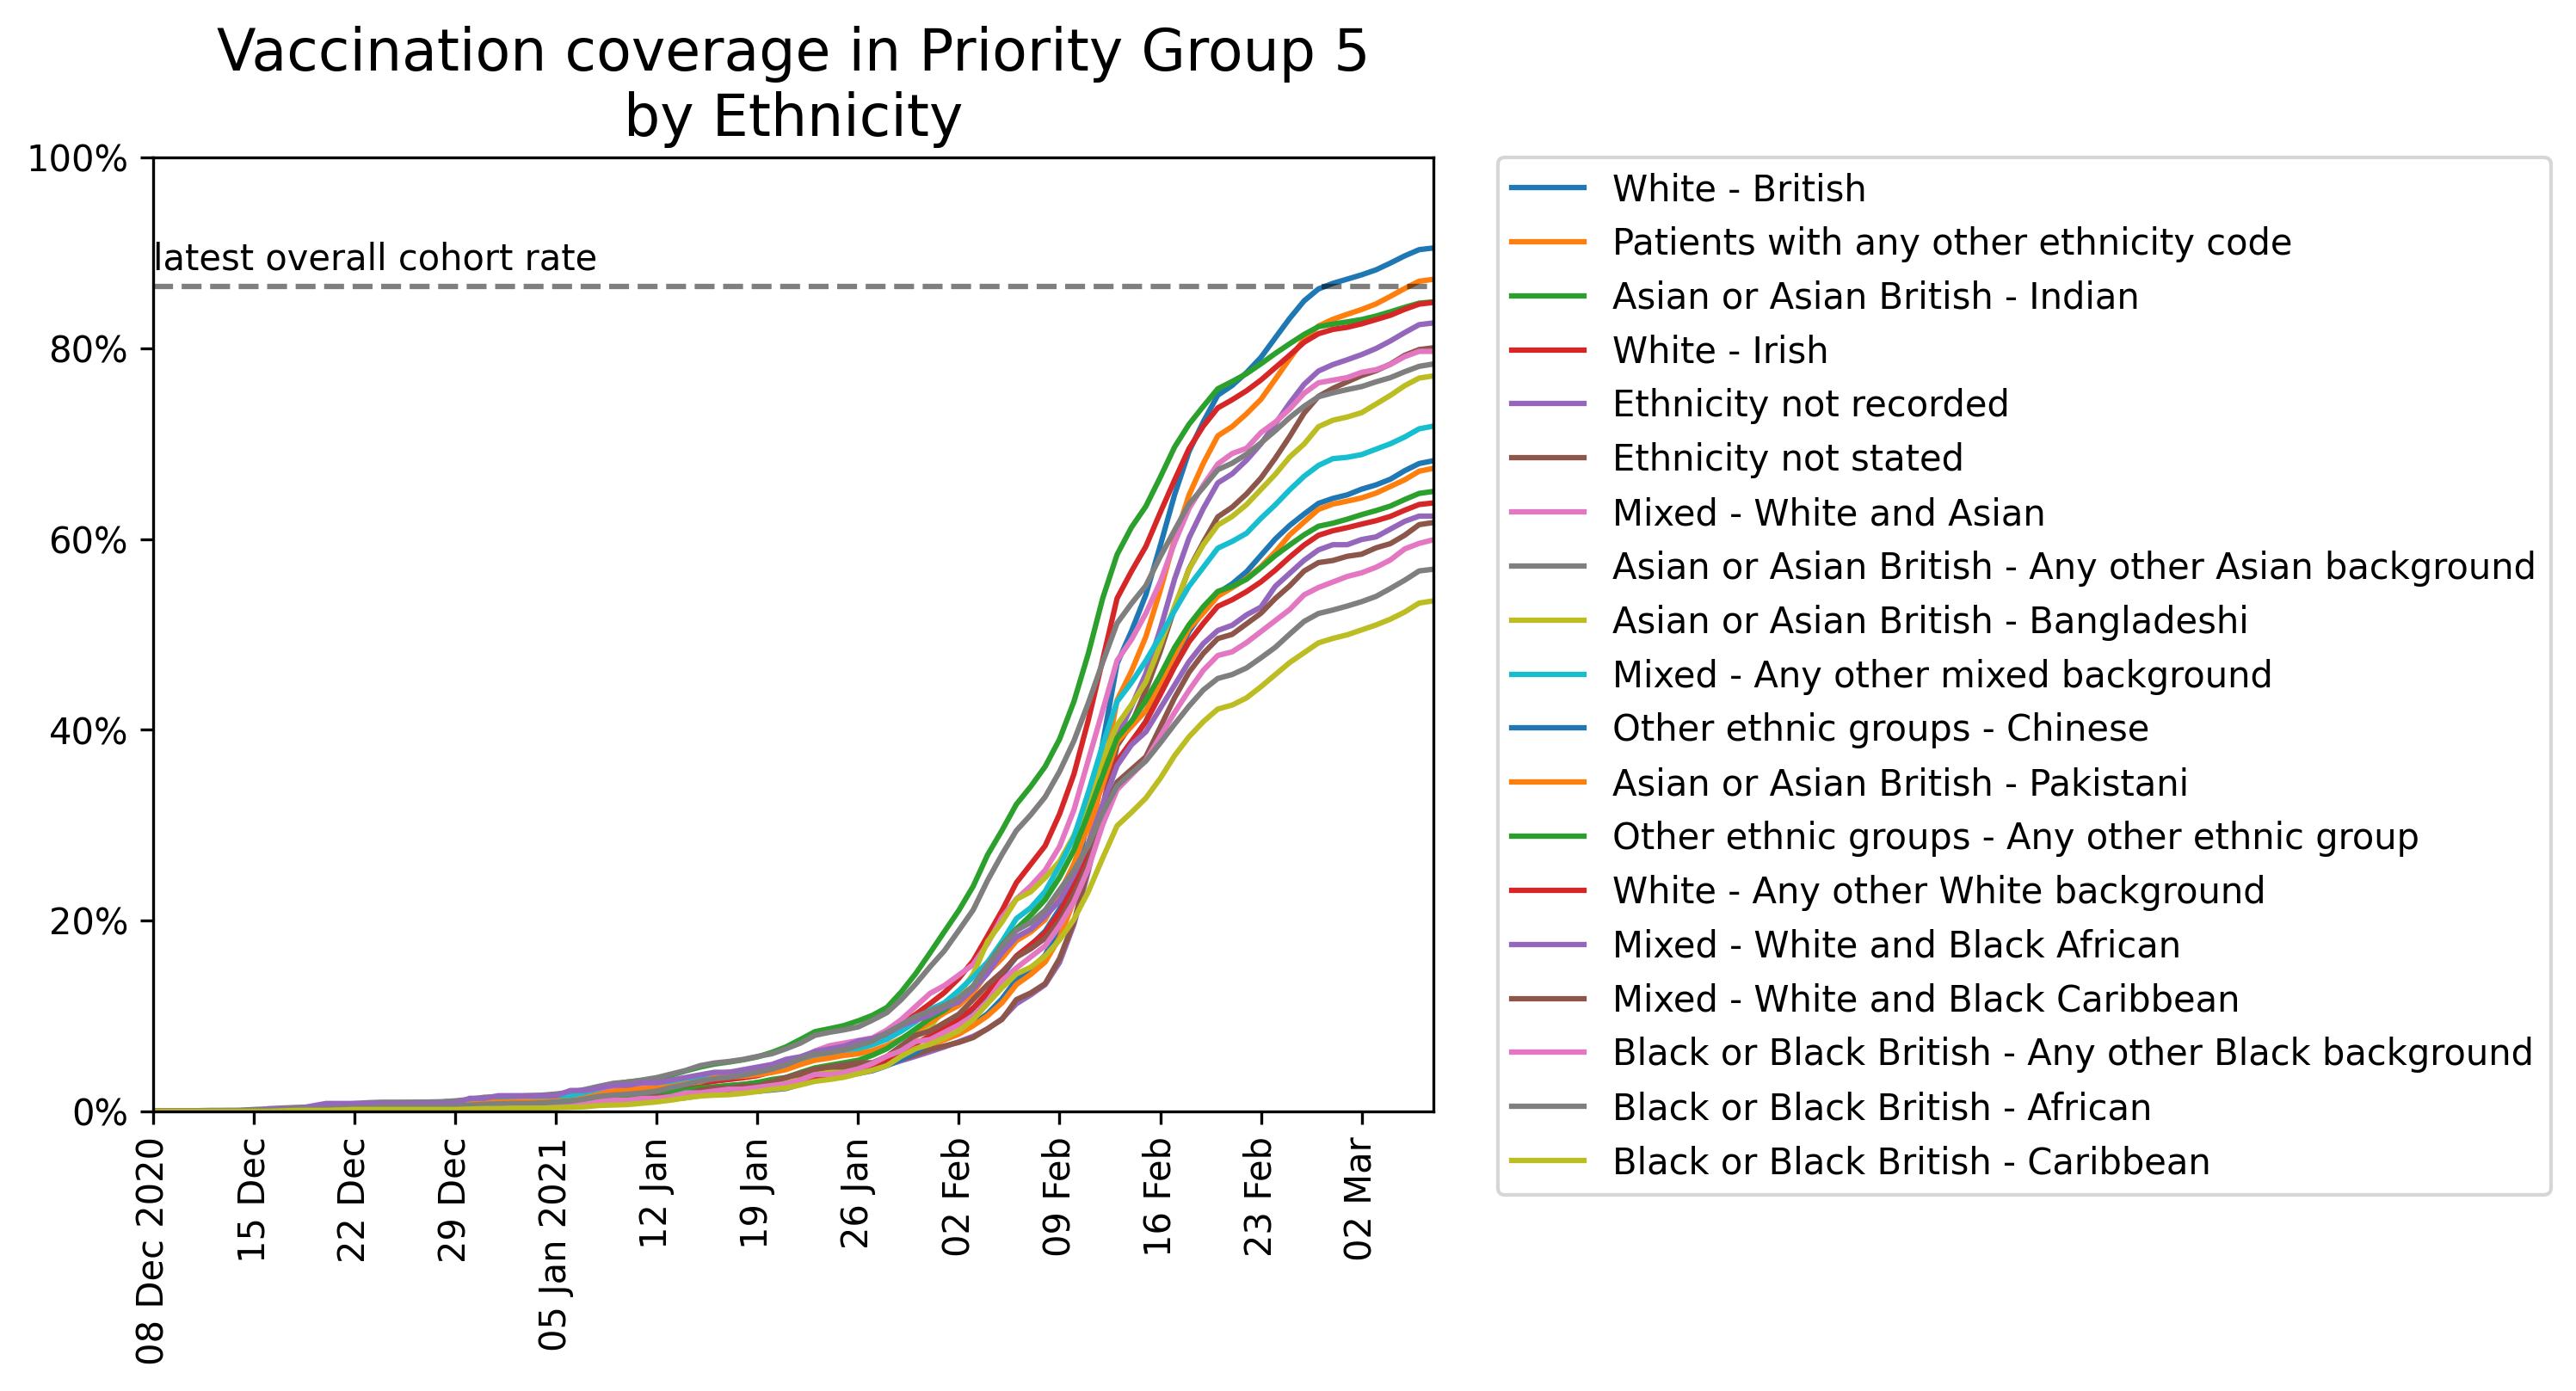 Vaccination coverage in Priority Group 5
by Ethnicity
100%
80%
60%
40%
20%
0%
latest overall cohort rate
08 Dec 2020
15 Dec
22 Dec
29 Dec
05 Jan 2021
12 Jan
19 Jan
26 Jan
02 Feb
09 Feb
16 Feb
23 Feb
02 Mar
White - British
Patients with any other ethnicity code
Asian or Asian British - Indian
White - Irish
Ethnicity not recorded
Ethnicity not stated
Mixed - White and Asian
Asian or Asian British - Any other Asian background
Asian or Asian British - Bangladeshi
Mixed - Any other mixed background
Other ethnic groups - Chinese
Asian or Asian British - Pakistani
Other ethnic groups - Any other ethnic group
White - Any other White background
Mixed - White and Black African
Mixed - White and Black Caribbean
Black or Black British - Any other Black background
Black or Black British - African
Black or Black British - Caribbean